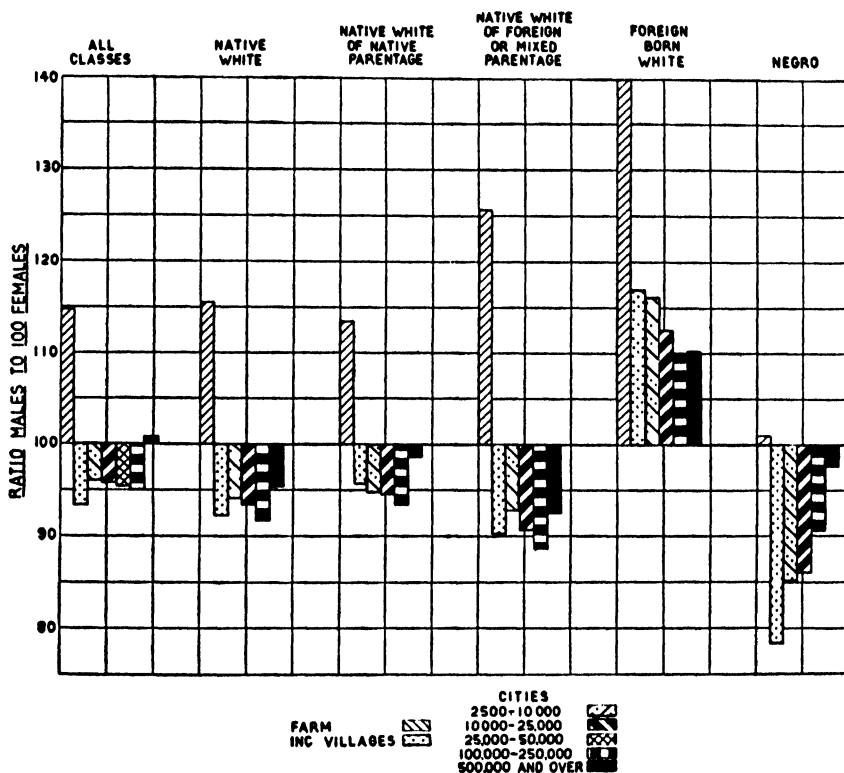 ALL
CLASSES
NATIVE
WHITE
NATIVE WHITE
OF NATIVE
PARENTAGE
NATIVE WHITE
OF FOREIGN
OR MIXED
PARENTAGE
FOREIGN
BORN
WHITE
NEGRO
RATIO MALES TO 100 FEMALES
140
130
120
110
100
90
80
FARM
INC VILLAGES
CITIES
2500-10000
10000-25,000
25,000-50,000
100,000-250,000
500,000 AND OVER